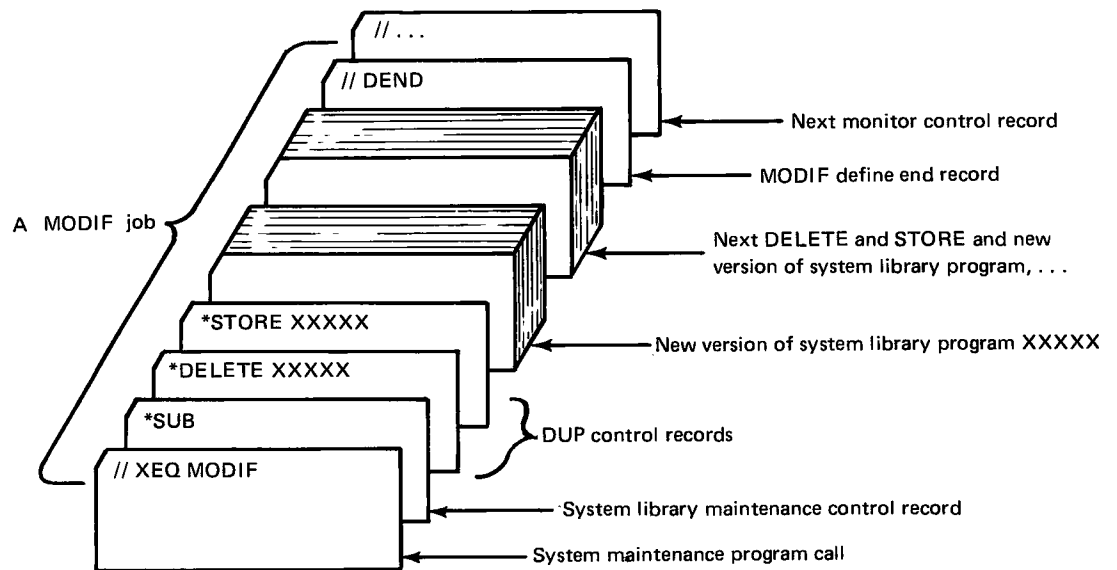 // . . .
// DEND
Next monitor control record
MODIF define end record
A MODIF job
Next DELETE and STORE and new
version of system library program, . . .
*STORE XXXXX
New version of system library program XXXXX
*DELETE XXXXX
*SUB
DUP control records
// XEQ MODIF
System library maintenance control record
System maintenance program call